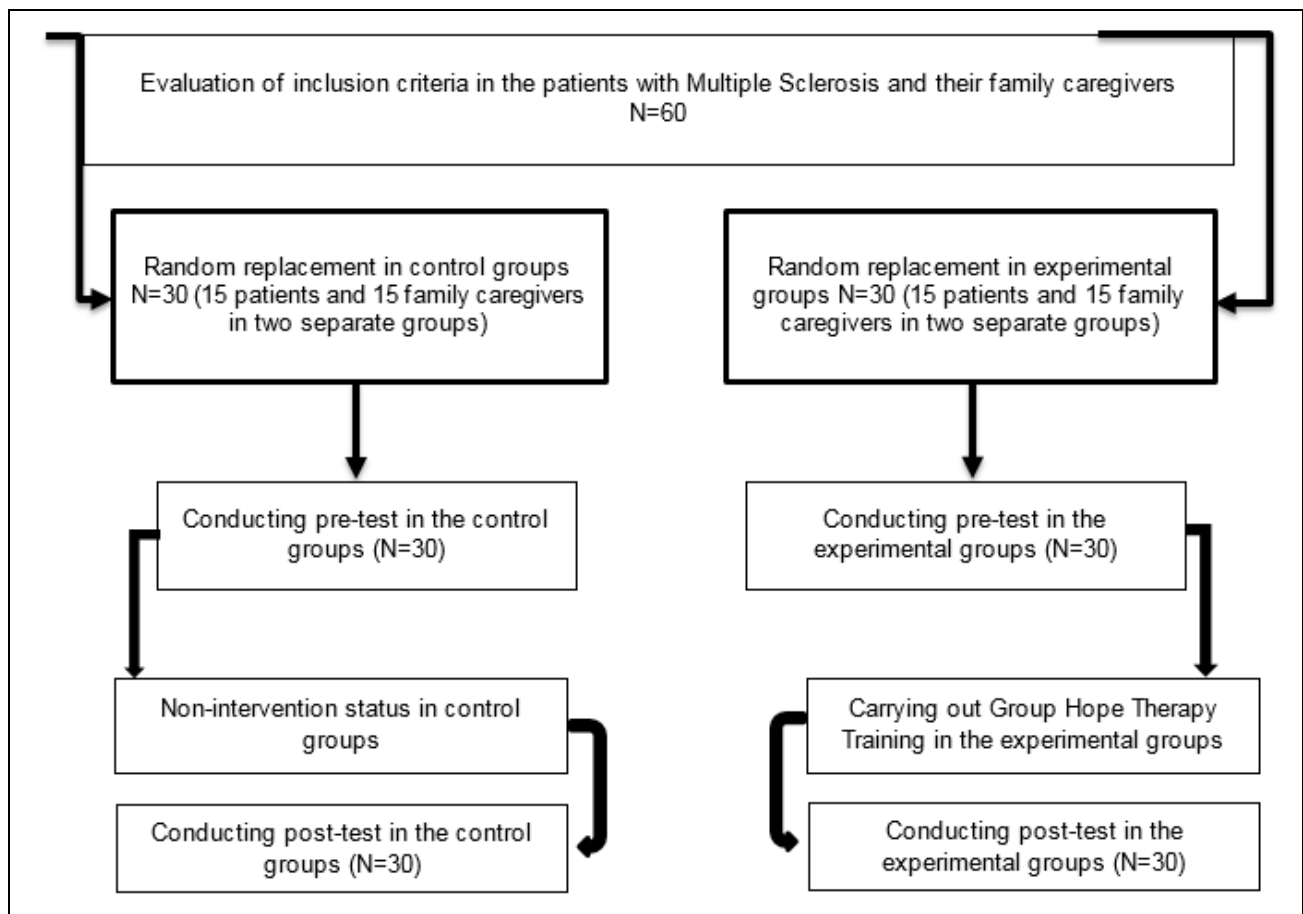 Evaluation of inclusion criteria in the patients with Multiple Sclerosis and their family caregivers
N=60
Random replacement in control groups
N=30 (15 patients and 15 family caregivers
in two separate groups)
Random replacement in experimental
groups N=30 (15 patients and 15 family
caregivers in two separate groups)
Conducting pre-test in the control
groups (N=30)
Conducting pre-test in the
experimental groups (N=30)
Non-intervention status in control
groups
Carrying out Group Hope Therapy
Training in the experimental groups
Conducting post-test in the control
groups (N=30)
Conducting post-test in the
experimental groups (N=30)